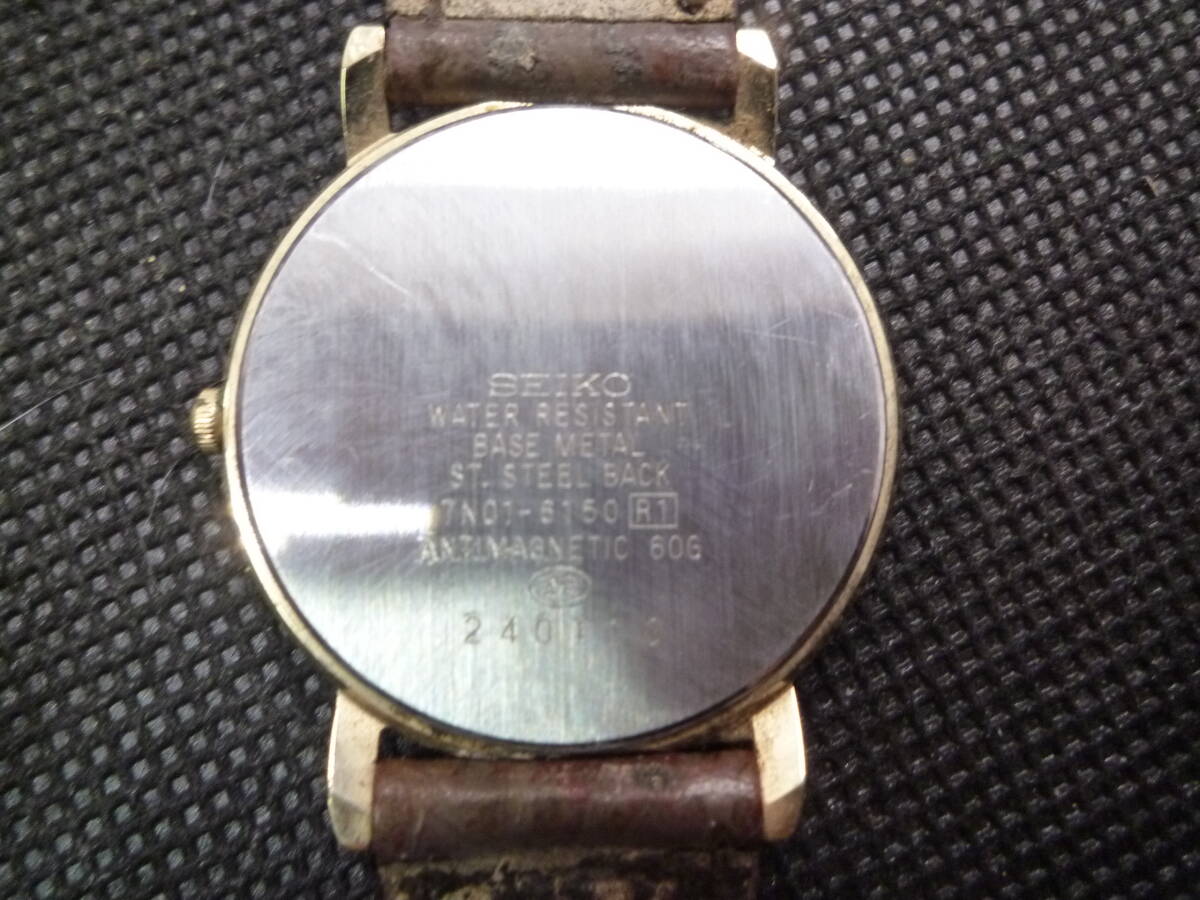 SEIKO
WATER RESISTANT
BASE METAL
ST. STEEL BACK
7N01-6150 R1
ANTIMAGNETIC 60G